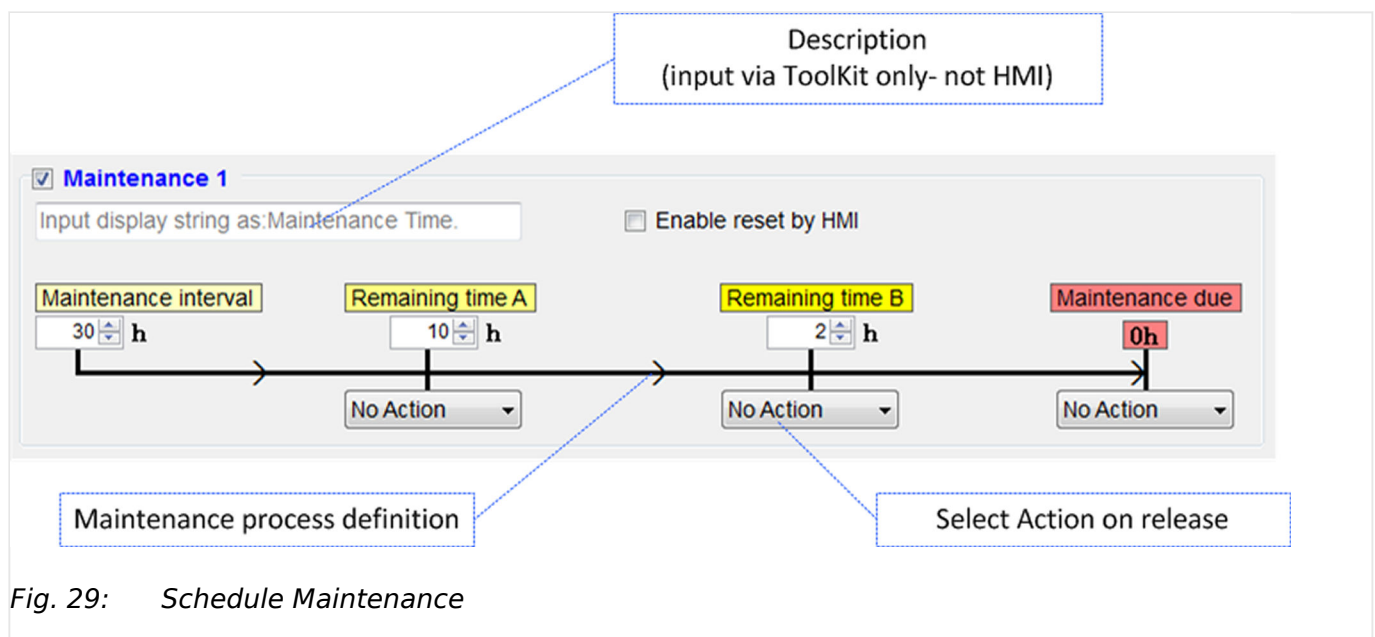 Description
(input via ToolKit only- not HMI)
Maintenance 1
Input display string as:Maintenance Time.
Enable reset by HMI
Maintenance interval
Remaining time A
Remaining time B
Maintenance due
30 h
10 h
2 h
0h
No Action
No Action
No Action
Maintenance process definition
Select Action on release
Fig. 29: Schedule Maintenance